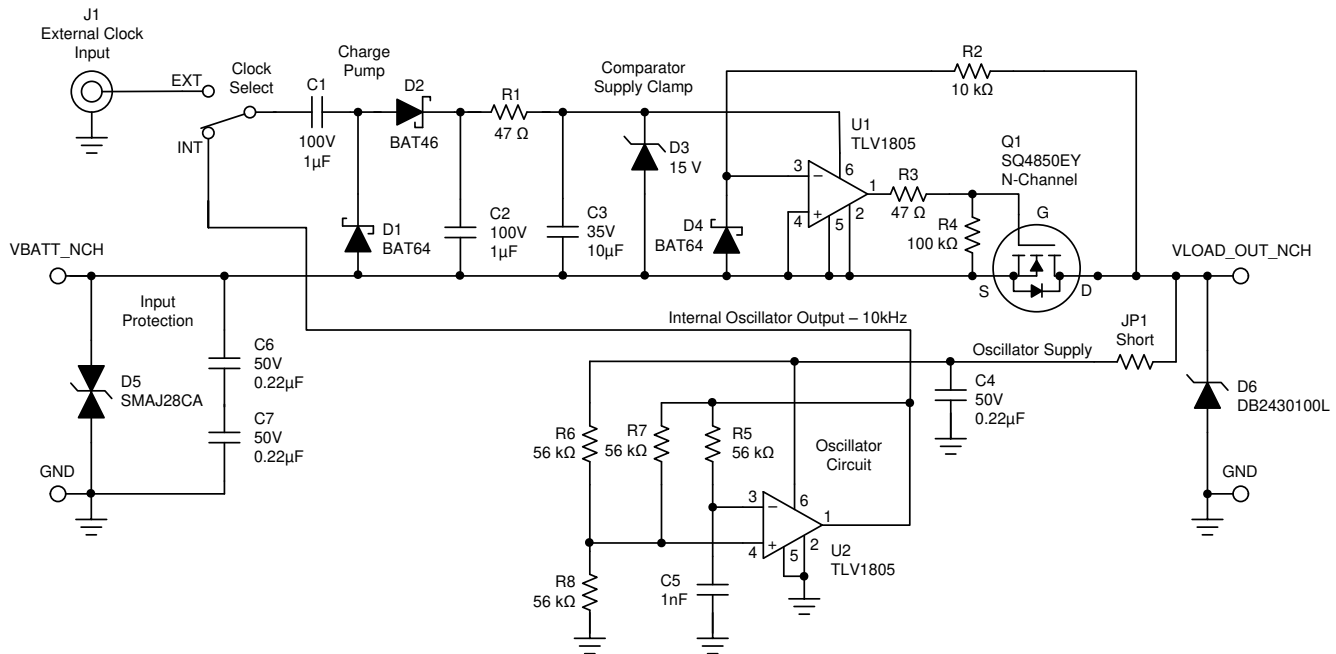 J1
External Clock
Input
EXT
Clock
Select
INT
C1
100V
1µF
Charge
Pump
D2
BAT46
R1
47 Ω
Comparator
Supply Clamp
D3
15 V
D1
BAT64
C2
100V
1µF
C3
35V
10µF
R2
10 kΩ
U1
TLV1805
3
−
6
1
+
4
5
2
D4
BAT64
R3
47 Ω
R4
100 kΩ
Q1
SQ4850EY
N-Channel
G
S
D
VBATT_NCH
VLOAD_OUT_NCH
Input
Protection
D5
SMAJ28CA
C6
50V
0.22µF
C7
50V
0.22µF
GND
Internal Oscillator Output – 10kHz
Oscillator Supply
JP1
Short
C4
50V
0.22µF
D6
DB2430100L
GND
R6
56 kΩ
R7
56 kΩ
R5
56 kΩ
Oscillator
Circuit
3
−
6
1
+
4
5
2
U2
TLV1805
R8
56 kΩ
C5
1nF